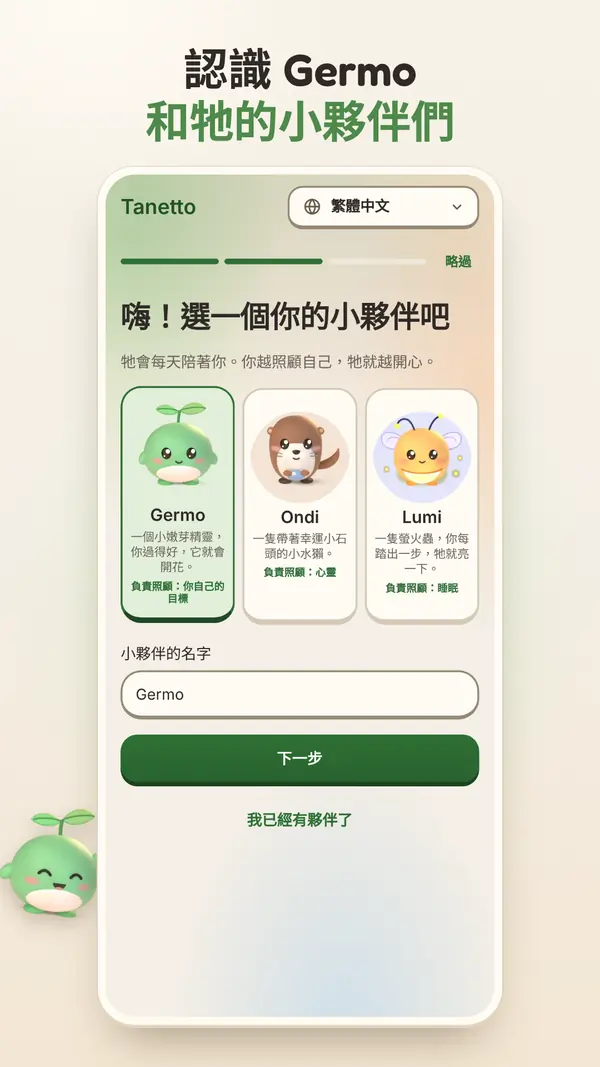 認識 Germo
和牠的小夥伴們
Tanetto
繁體中文
略過
嗨！選一個你的小夥伴吧
牠會每天陪著你。你越照顧自己，牠就越開心。
Germo
一個小嫩芽精靈，
你過得好，它就會
開花。
負責照顧：你自己的
目標
Ondi
一隻帶著幸運小石
頭的小水獺。
負責照顧：心靈
Lumi
一隻螢火蟲，你每
踏出一步，牠就亮
一下。
負責照顧：睡眠
小夥伴的名字
Germo
下一步
我已經有夥伴了